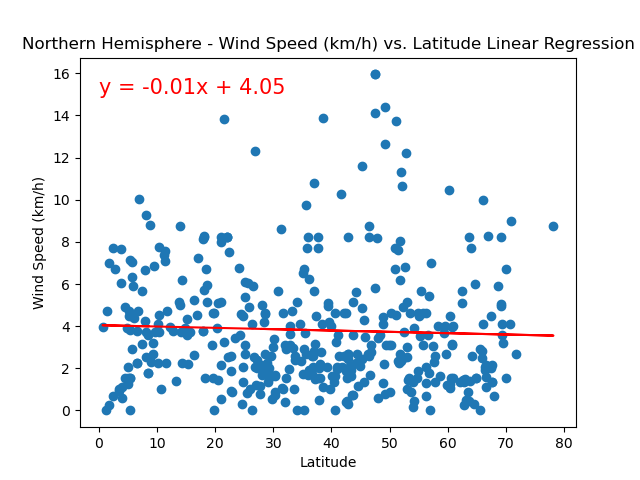 Northern Hemisphere - Wind Speed (km/h) vs. Latitude Linear Regression
y = -0.01x + 4.05
16
14
12
10
8
6
4
2
0
Wind Speed (km/h)
0 10 20 30 40 50 60 70 80
Latitude